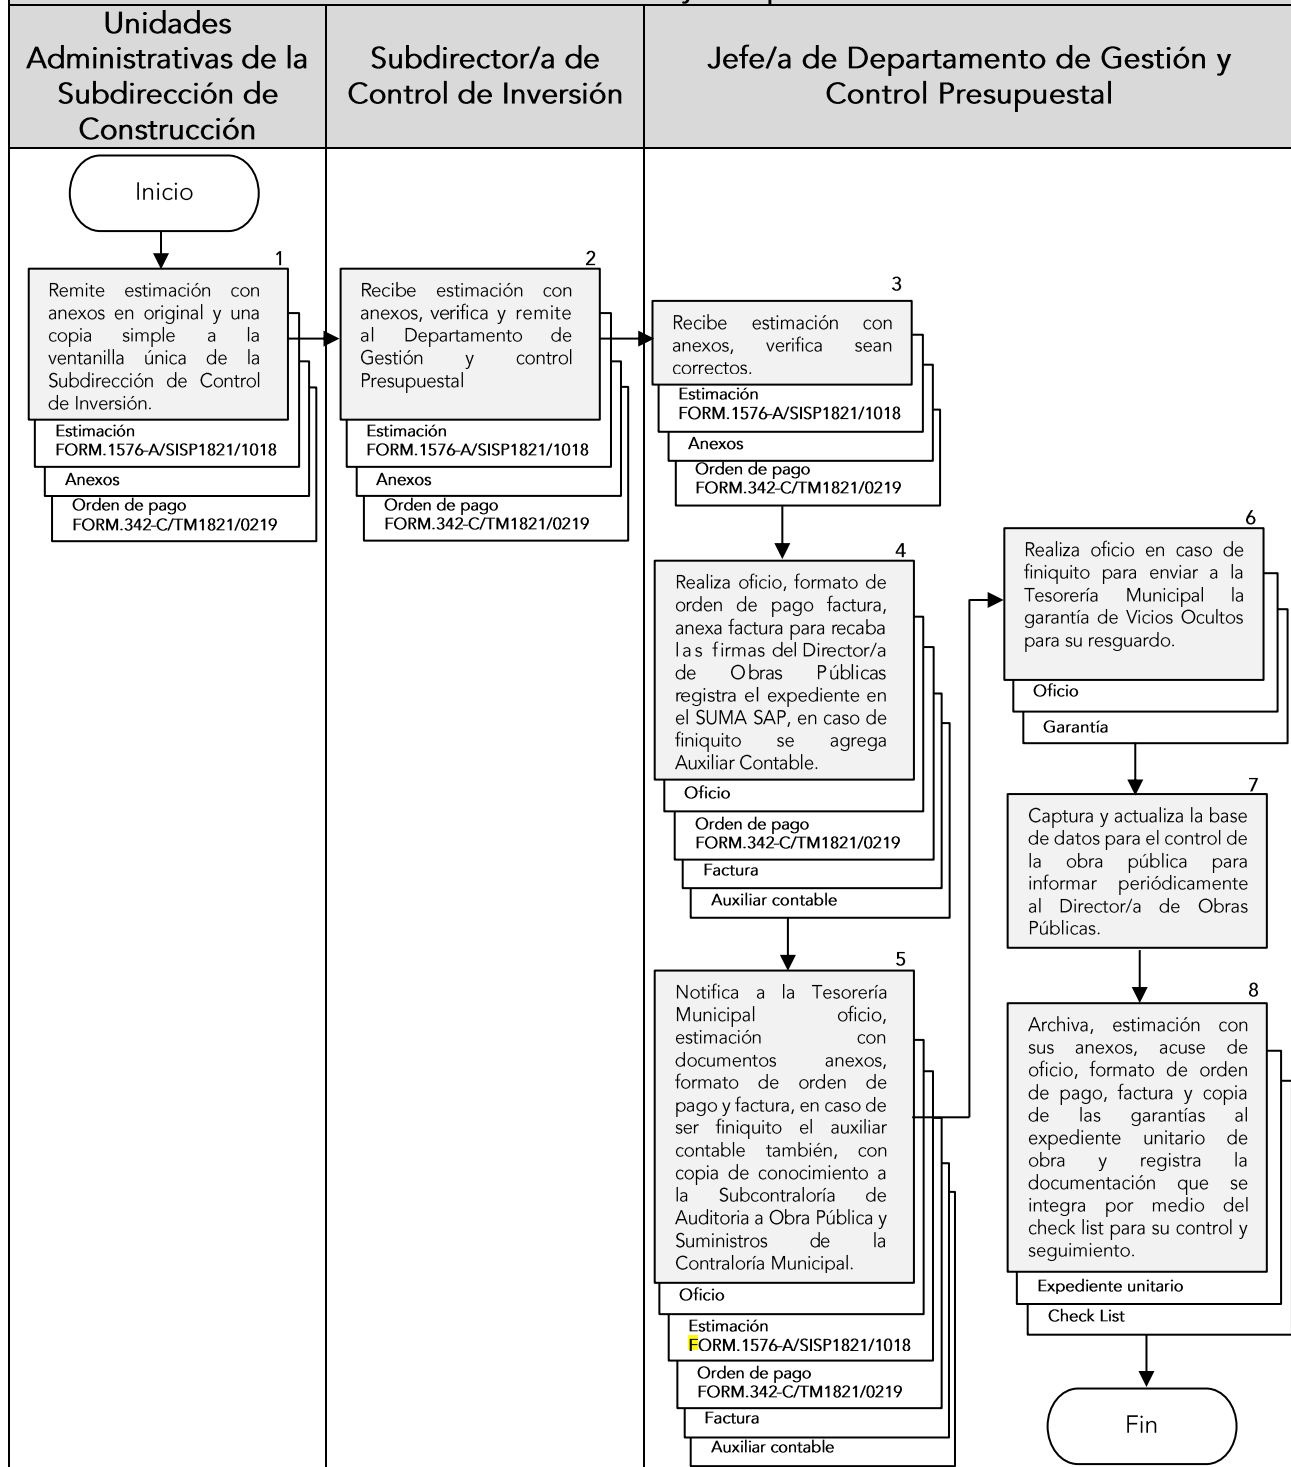 Unidades
Administrativas de la
Subdirección de
Construcción
Subdirector/a de
Control de Inversión
Jefe/a de Departamento de Gestión y
Control Presupuestal
Inicio
1
Remite estimación con
anexos en original y una
copia simple a la
ventanilla única de la
Subdirección de Control
de Inversión.
Estimación
FORM.1576-A/SISP1821/1018
Anexos
Orden de pago
FORM.342-C/TM1821/0219
2
Recibe estimación con
anexos, verifica y remite
al Departamento de
Gestión y control
Presupuestal
Estimación
FORM.1576-A/SISP1821/1018
Anexos
Orden de pago
FORM.342-C/TM1821/0219
3
Recibe estimación con
anexos, verifica sean
correctos.
Estimación
FORM.1576-A/SISP1821/1018
Anexos
Orden de pago
FORM.342-C/TM1821/0219
4
Realiza oficio, formato de
orden de pago factura,
anexa factura para recaba
las firmas del Director/a
de Obras Públicas
registra el expediente en
el SUMA SAP, en caso de
finiquito se agrega
Auxiliar Contable.
Oficio
Orden de pago
FORM.342-C/TM1821/0219
Factura
Auxiliar contable
5
Notifica a la Tesorería
Municipal oficio,
estimación con
documentos anexos,
formato de orden de
pago y factura, en caso de
ser finiquito el auxiliar
contable también, con
copia de conocimiento a
la Subcontraloría de
Auditoria a Obra Pública y
Suministros de la
Contraloría Municipal.
Oficio
Estimación
FORM.1576-A/SISP1821/1018
Orden de pago
FORM.342-C/TM1821/0219
Factura
Auxiliar contable
6
Realiza oficio en caso de
finiquito para enviar a la
Tesorería Municipal la
garantía de Vicios Ocultos
para su resguardo.
Oficio
Garantía
7
Captura y actualiza la base
de datos para el control de
la obra pública para
informar periódicamente
al Director/a de Obras
Públicas.
8
Archiva, estimación con
sus anexos, acuse de
oficio, formato de orden
de pago, factura y copia
de las garantías al
expediente unitario de
obra y registra la
documentación que se
integra por medio del
check list para su control y
seguimiento.
Expediente unitario
Check List
Fin